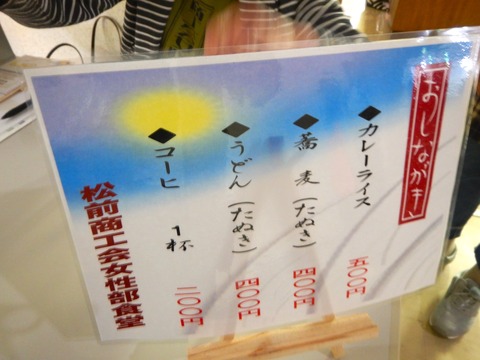 おしながき
◆カレーライス 五〇〇円
◆蕎麦(たぬき) 四〇〇円
◆うどん(たぬき) 四〇〇円
◆コーヒ 1杯 二〇〇円
松前商工会女性部食堂